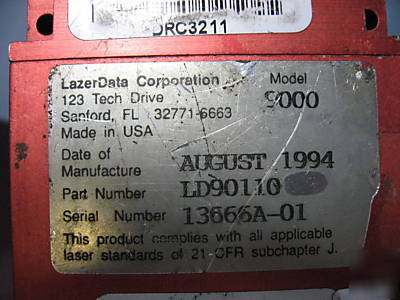 DRC3211
LazerData Corporation Model
123 Tech Drive 9000
Sanford, FL 32771-6663
Made in USA
Date of
Manufacture AUGUST 1994
Part Number LD90110
Serial Number 13666A-01
This product complies with all applicable
laser standards of 21-CFR subchapter J.